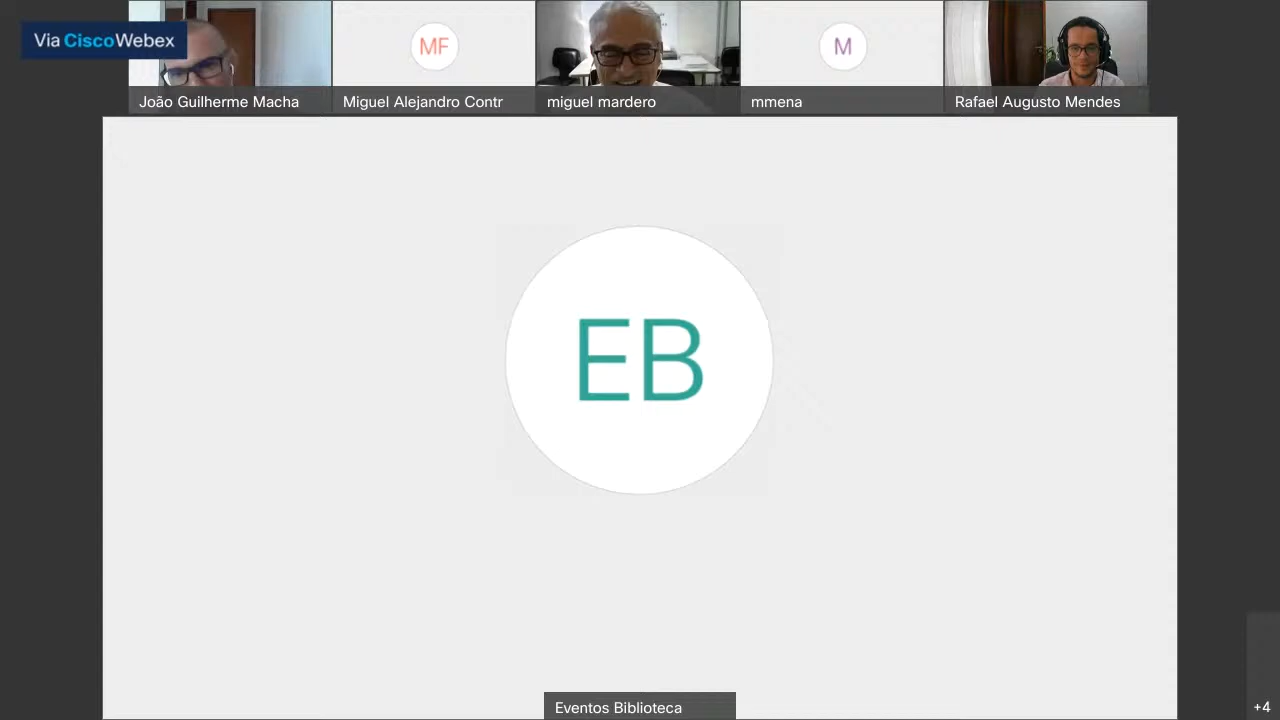 Via CiscoWebex
MF
M
João Guilherme Macha
Miguel Alejandro Contr
miguel mardero
mmena
Rafael Augusto Mendes
EB
Eventos Biblioteca
+4